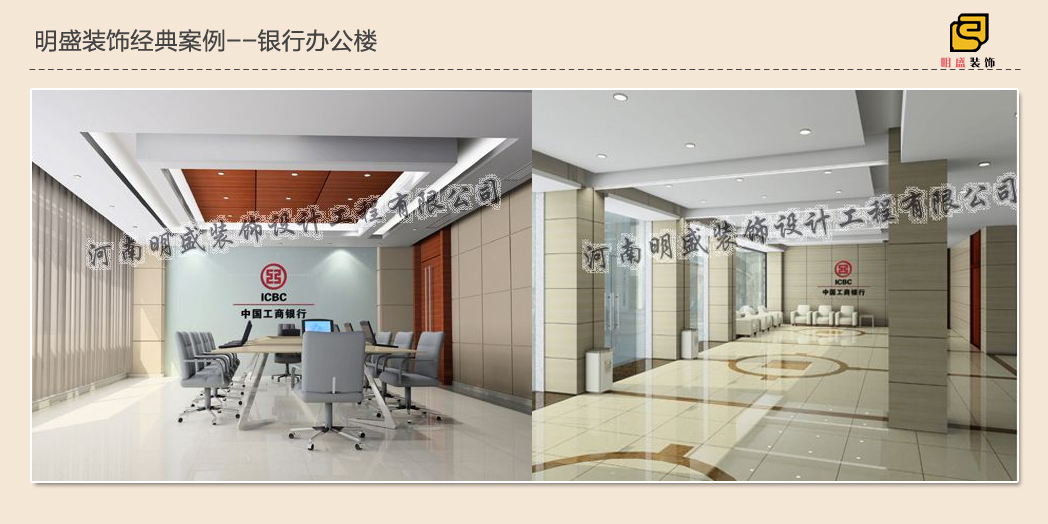 明盛装饰经典案例--银行办公楼
明盛装饰
河南明盛装饰设计工程有限公司
ICBC
中国工商银行
河南明盛装饰设计工程有限公司
ICBC
中国工商银行